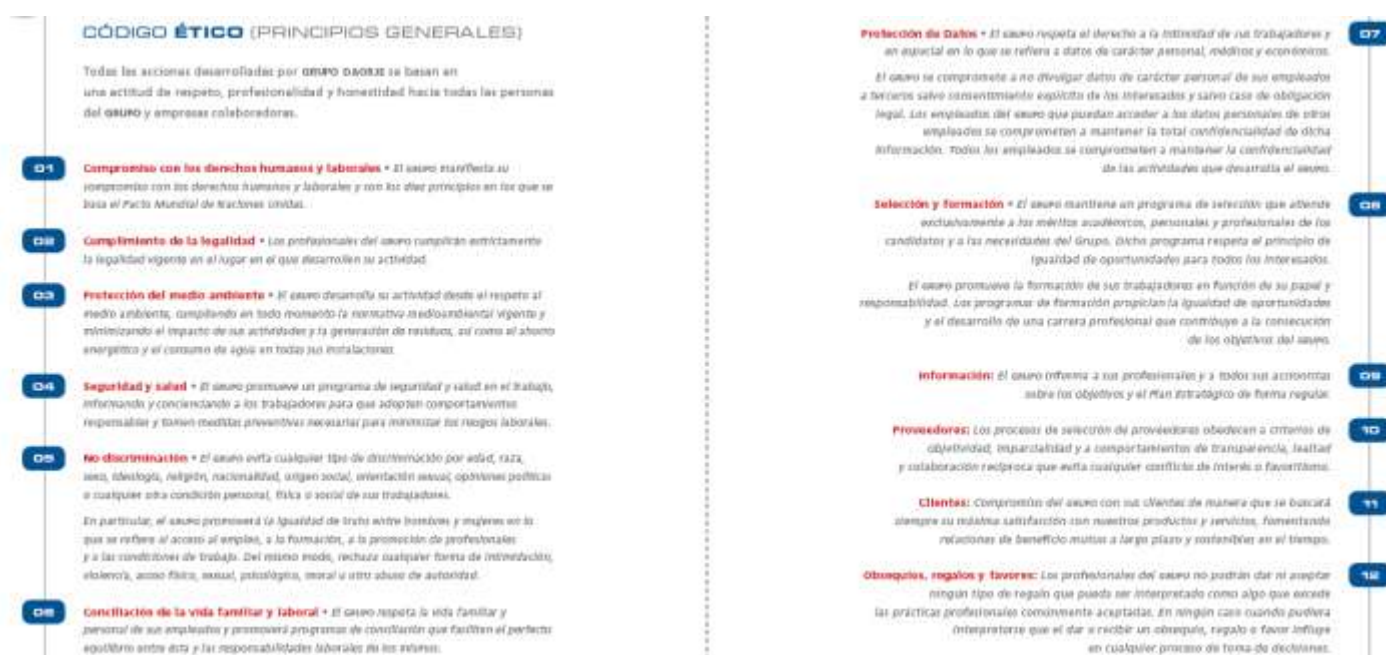 CÓDIGO ÉTICO (PRINCIPIOS GENERALES)
Todas las acciones desarrolladas por GRUPO DAORJE se basan en
una actitud de respeto, profesionalidad y honestidad hacia todas las personas
del GRUPO y empresas colaboradoras.
01
Compromiso con los derechos humanos y laborales • El GRUPO manifiesta su
compromiso con los derechos humanos y laborales y con los diez principios en los que se
basa el Pacto Mundial de Naciones Unidas.
02
Cumplimiento de la legalidad • Los profesionales del GRUPO cumplirán estrictamente
la legalidad vigente en el lugar en el que desarrollen su actividad.
03
Protección del medio ambiente • El GRUPO desarrolla su actividad desde el respeto al
medio ambiente, cumpliendo en todo momento la normativa medioambiental vigente y
minimizando el impacto de sus actividades y la generación de residuos, así como el ahorro
energético y el consumo de agua en todas sus instalaciones.
04
Seguridad y salud • El GRUPO promueve un programa de seguridad y salud en el trabajo,
informando y concienciando a los trabajadores para que adopten comportamientos
responsables y tomen medidas preventivas necesarias para minimizar los riesgos laborales.
05
No discriminación • El GRUPO evita cualquier tipo de discriminación por edad, raza,
sexo, ideología, religión, nacionalidad, origen social, orientación sexual, opiniones políticas
o cualquier otra condición personal, física o social de sus trabajadores.
En particular, el GRUPO promoverá la igualdad de trato entre hombres y mujeres en lo
que se refiere al acceso al empleo, a la formación, a la promoción de profesionales
y a las condiciones de trabajo. Del mismo modo, rechaza cualquier forma de intimidación,
violencia, acoso físico, sexual, psicológico, moral u otro abuso de autoridad.
06
Conciliación de la vida familiar y laboral • El GRUPO respeta la vida familiar y
personal de sus empleados y promoverá programas de conciliación que faciliten el perfecto
equilibrio entre ésta y las responsabilidades laborales de los mismos.
07
Protección de Datos • El GRUPO respeta el derecho a la intimidad de sus trabajadores y
en especial en lo que se refiera a datos de carácter personal, médicos y económicos.
El GRUPO se compromete a no divulgar datos de carácter personal de sus empleados
a terceros salvo consentimiento explícito de los interesados y salvo caso de obligación
legal. Los empleados del GRUPO que puedan acceder a los datos personales de otros
empleados se comprometen a mantener la total confidencialidad de dicha
información. Todos los empleados se comprometen a mantener la confidencialidad
de las actividades que desarrolla el GRUPO.
08
Selección y formación • El GRUPO mantiene un programa de selección que atiende
exclusivamente a los méritos académicos, personales y profesionales de los
candidatos y a las necesidades del Grupo. Dicho programa respeta el principio de
igualdad de oportunidades para todos los interesados.
El GRUPO promueve la formación de sus trabajadores en función de su papel y
responsabilidad. Los programas de formación propician la igualdad de oportunidades
y el desarrollo de una carrera profesional que contribuye a la consecución
de los objetivos del GRUPO.
09
Información: El GRUPO informa a sus profesionales y a todos sus accionistas
sobre los objetivos y el Plan Estratégico de forma regular.
10
Proveedores: Los procesos de selección de proveedores obedecen a criterios de
objetividad, imparcialidad y a comportamientos de transparencia, lealtad
y colaboración recíproca que evita cualquier conflicto de interés o favoritismo.
11
Clientes: Compromiso del GRUPO con sus clientes de manera que se buscará
siempre su máxima satisfacción con nuestros productos y servicios, fomentando
relaciones de beneficio mutuo a largo plazo y sostenibles en el tiempo.
12
Obsequios, regalos y favores: Los profesionales del GRUPO no podrán dar ni aceptar
ningún tipo de regalo que pueda ser interpretado como algo que excede
las prácticas profesionales comúnmente aceptadas. En ningún caso cuando pudiera
interpretarse que el dar o recibir un obsequio, regalo o favor influye
en cualquier proceso de toma de decisiones.